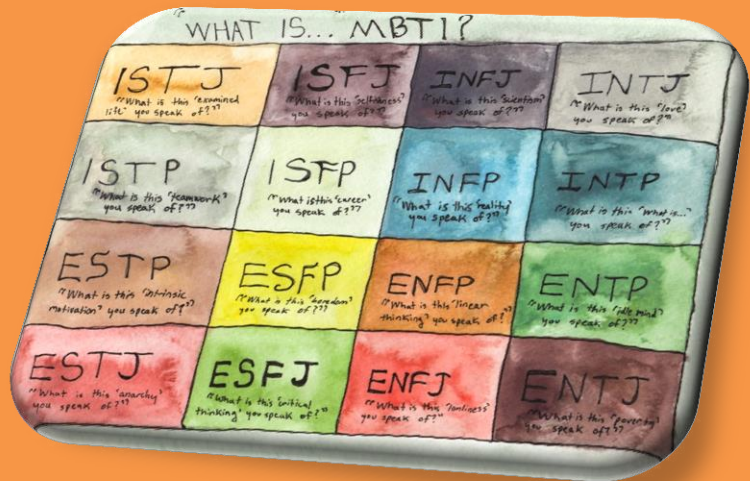 "WHAT IS... MBTI?
ISTJ
"What is this 'examined
life' you speak of?"
ISFJ
"What is this 'selfishness'
you speak of?"
INFJ
"What is this 'scientism'
you speak of?"
INTJ
"What is this 'love'
you speak of?"
ISTP
"What is this 'teamwork'
you speak of?"
ISFP
"What is this 'career'
you speak of?"
INFP
"What is this 'reality'
you speak of?"
INTP
"What is this 'What is...'
you speak of?"
ESTP
"What is this 'intrinsic
motivation' you speak of?"
ESFP
"What is this 'boredom'
you speak of?"
ENFP
"What is this 'linear
thinking' you speak of?"
ENTP
"What is this 'idle mind'
you speak of?"
ESTJ
"What is this 'anarchy'
you speak of?"
ESFJ
"What is this 'critical
thinking' you speak of?"
ENFJ
"What is this 'lonliness'
you speak of?"
ENTJ
"What is this 'poverty'
you speak of?"